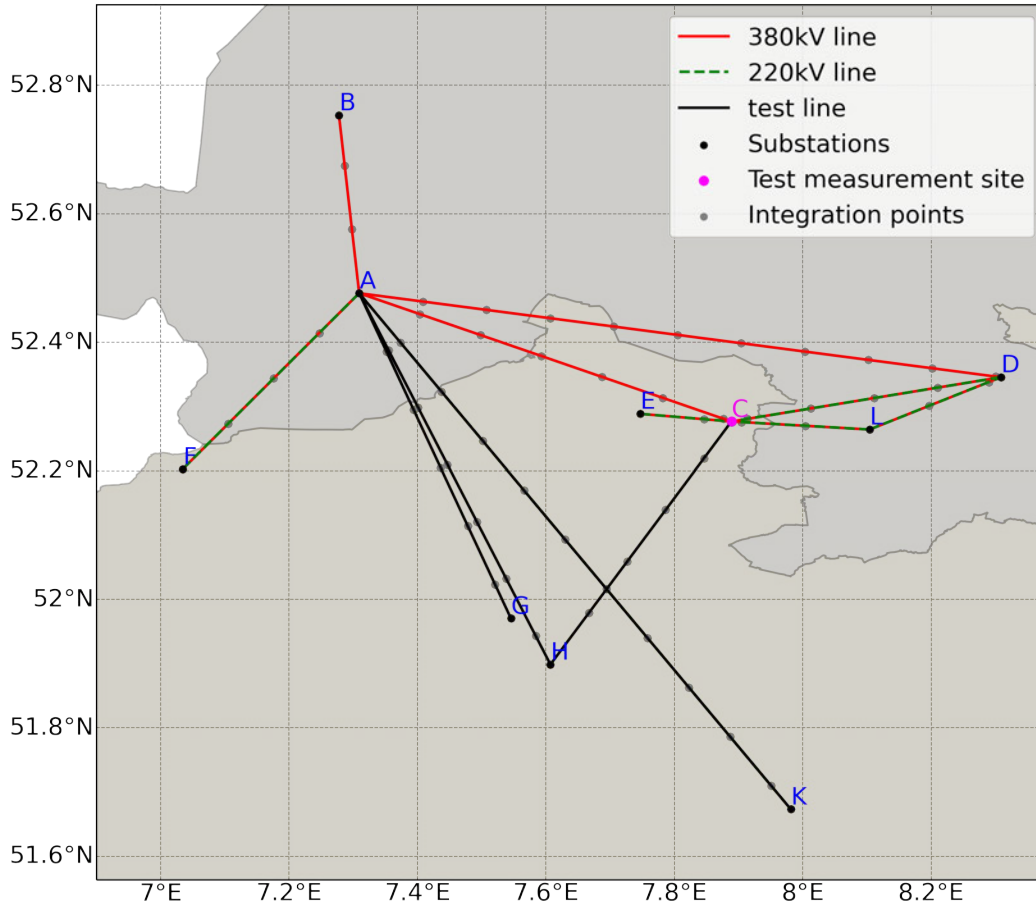 380kV line
220kV line
test line
Substations
Test measurement site
Integration points
52.8°N
52.6°N
52.4°N
52.2°N
52°N
51.8°N
51.6°N
B
A
D
E
C
L
F
G
H
K
7°E
7.2°E
7.4°E
7.6°E
7.8°E
8°E
8.2°E